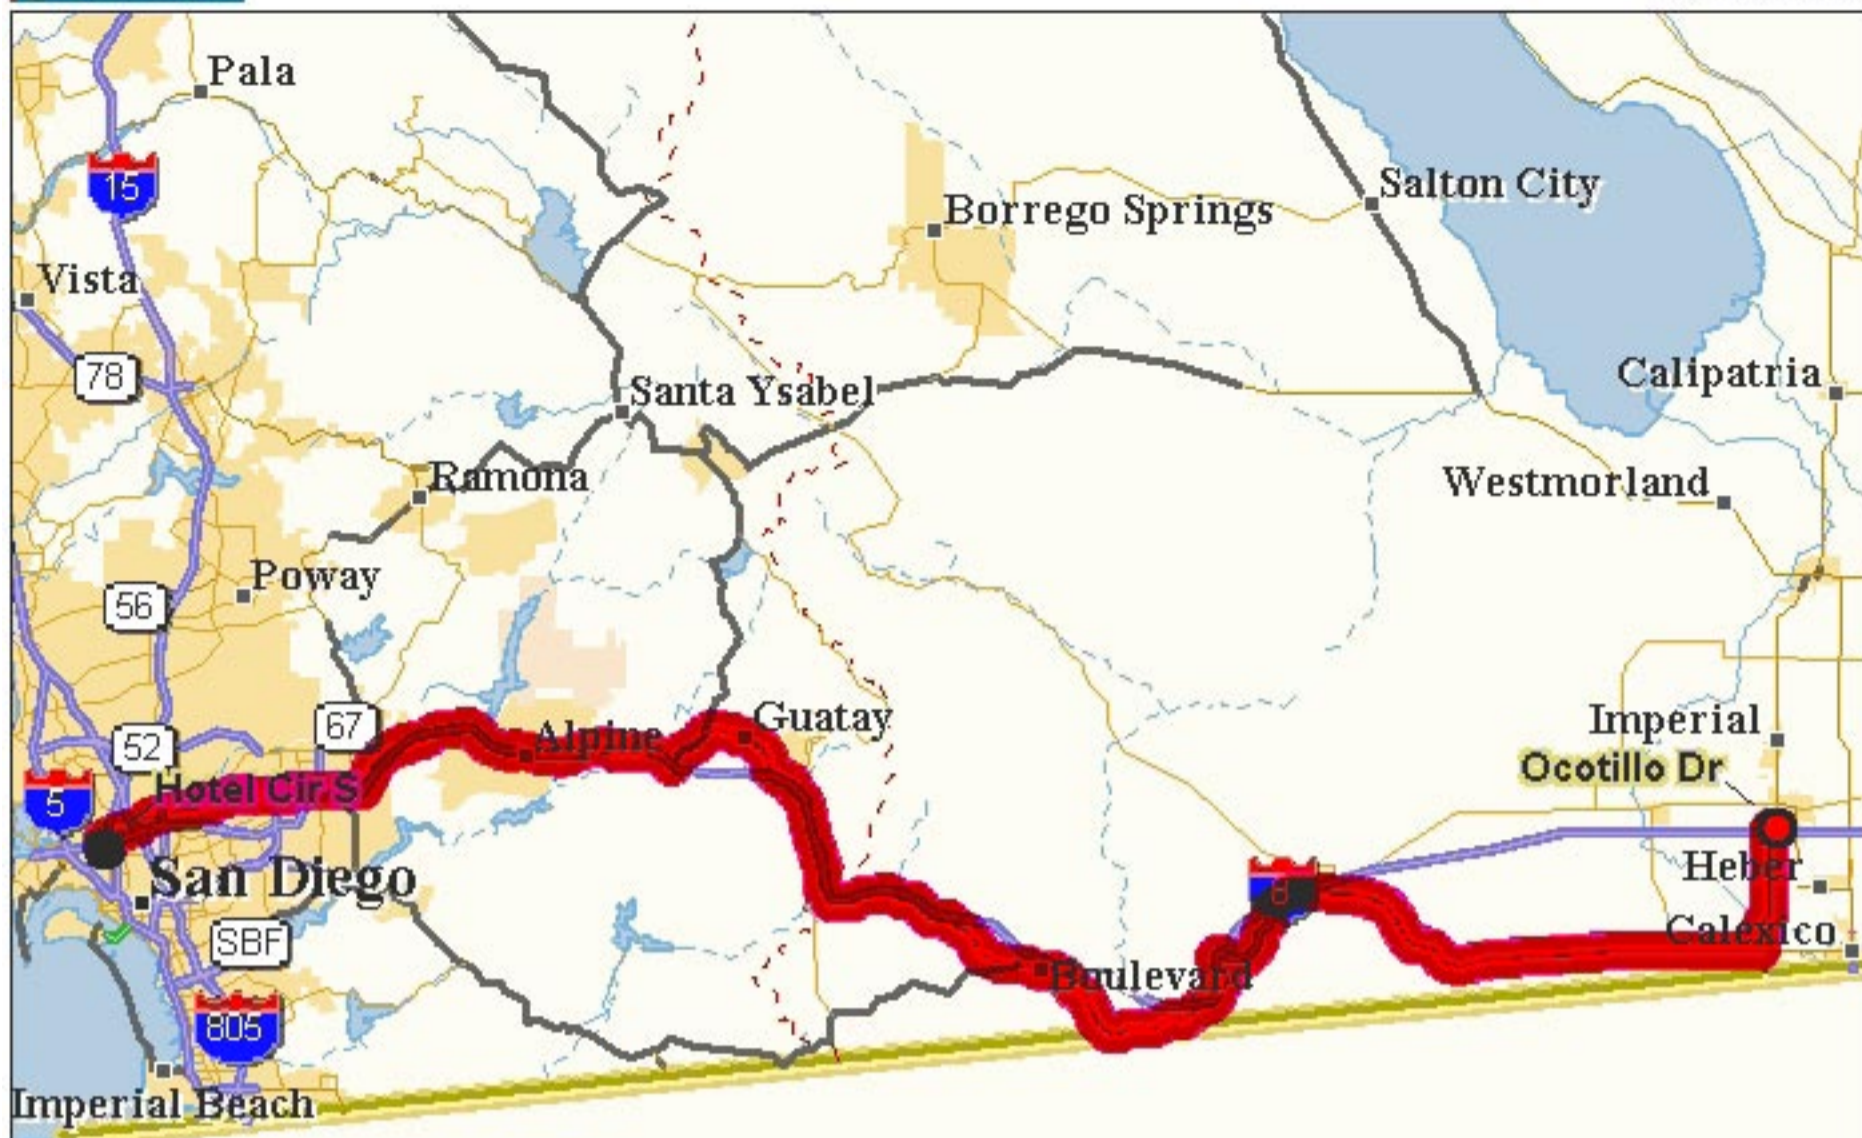 Pala
15
Salton City
Borrego Springs
Vista
78
Santa Ysabel
Calipatria
Ramona
Westmorland
Poway
56
67
Guatay
Imperial
52
Alpine
Ocotillo Dr
5
Hotel Cir S
Heber
San Diego
8
SBF
Calexico
Boulevard
805
Imperial Beach